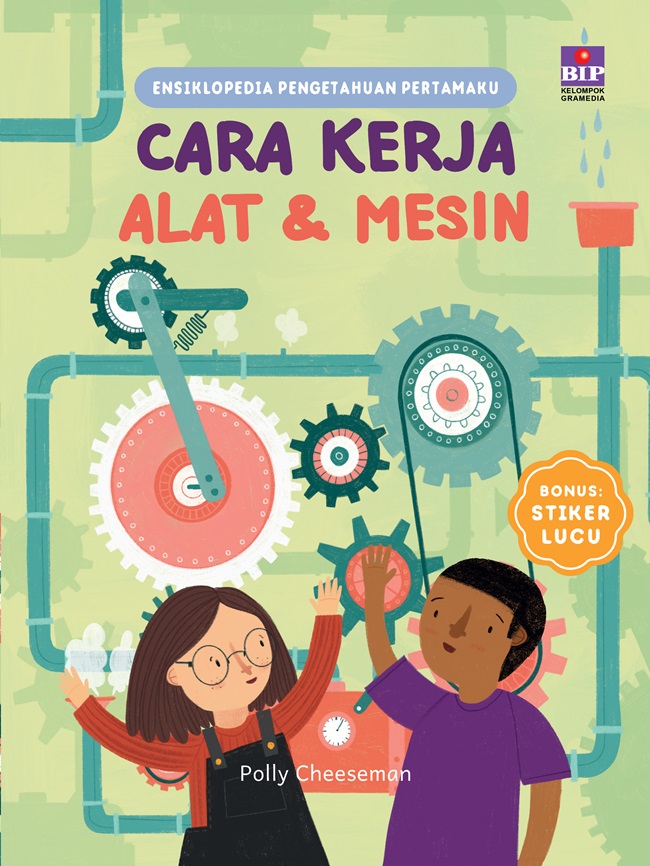 ENSIKLOPEDIA PENGETAHUAN PERTAMAKU
BIP
KELOMPOK
GRAMEDIA
CARA KERJA
ALAT & MESIN
BONUS:
STIKER
LUCU
Polly Cheeseman